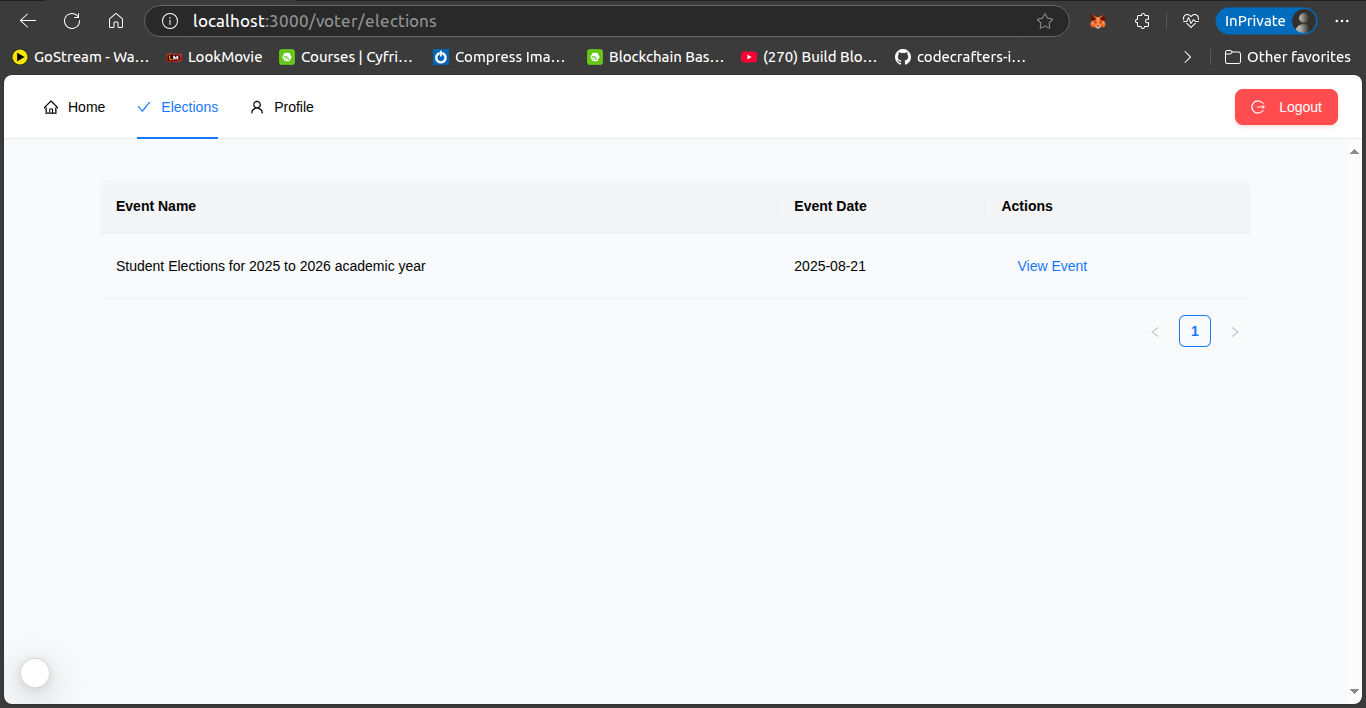 localhost:3000/voter/elections
InPrivate
GoStream - Wa...
LM LookMovie
Courses | Cyfri...
Compress Ima...
Blockchain Bas...
(270) Build Blo...
codecrafters-i...
Other favorites
Home
Elections
Profile
Logout
Event Name Event Date Actions
Student Elections for 2025 to 2026 academic year 2025-08-21 View Event
< 1 >